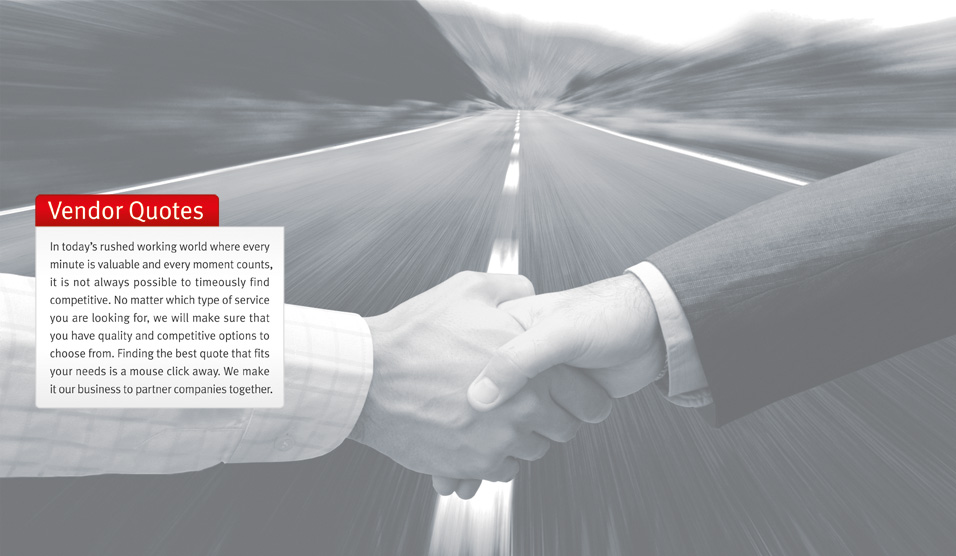 Vendor Quotes
In today's rushed working world where every
minute is valuable and every moment counts,
it is not always possible to timeously find
competitive. No matter which type of service
you are looking for, we will make sure that
you have quality and competitive options to
choose from. Finding the best quote that fits
your needs is a mouse click away. We make
it our business to partner companies together.